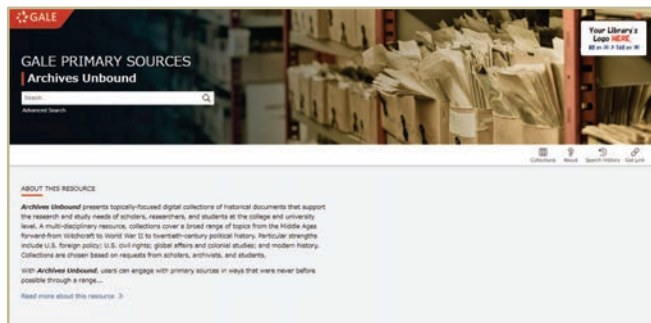 GALE
Your Library's
Logo HERE.
GALE PRIMARY SOURCES
Archives Unbound
Search...
Advanced Search
Collections About Search History Get Link
ABOUT THIS RESOURCE
Archives Unbound presents topically-focused digital collections of historical documents that support
the research and study needs of scholars, researchers, and students at the college and university
level. A multi-disciplinary resource, collections cover a broad range of topics from the Middle Ages
forward-from Witchcraft to World War II to twentieth-century political history. Particular strengths
include U.S. foreign policy; U.S. civil rights; global affairs and colonial studies; and modern history.
Collections are chosen based on requests from scholars, archivists, and students.
With Archives Unbound, users can engage with primary sources in ways that were never before
possible through a range...
Read more about this resource